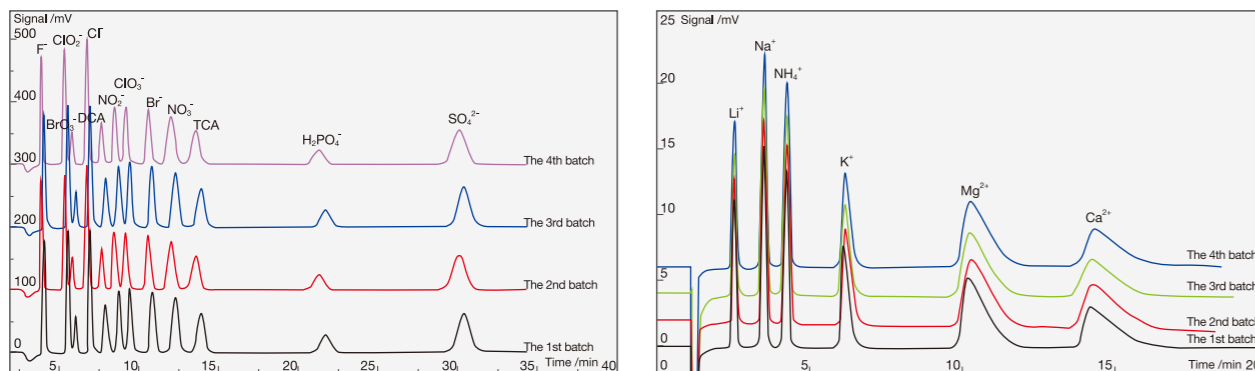 Signal /mV
500
400
300
200
100
0
F⁻
ClO₂⁻
Cl⁻
BrO₃⁻
DCA
NO₂⁻
ClO₃⁻
Br⁻
NO₃⁻
TCA
H₂PO₄⁻
SO₄²⁻
The 4th batch
The 3rd batch
The 2nd batch
The 1st batch
Time /min
5 10 15 20 25 30 35 40
25 Signal /mV
20
15
10
5
0
0
Li⁺
Na⁺
NH₄⁺
K⁺
Mg²⁺
Ca²⁺
The 4th batch
The 3rd batch
The 2nd batch
The 1st batch
5 10 15 Time /min 20